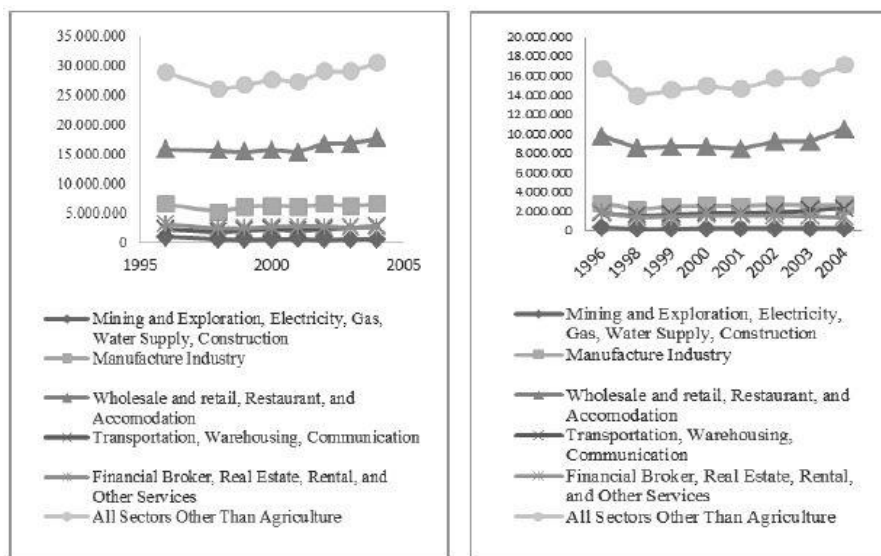 35.000.000
30.000.000
25.000.000
20.000.000
15.000.000
10.000.000
5.000.000
0
1995 2000 2005
Mining and Exploration, Electricity, Gas,
Water Supply, Construction
Manufacture Industry
Wholesale and retail, Restaurant, and
Accomodation
Transportation, Warehousing, Communication
Financial Broker, Real Estate, Rental, and
Other Services
All Sectors Other Than Agriculture
20.000.000
18.000.000
16.000.000
14.000.000
12.000.000
10.000.000
8.000.000
6.000.000
4.000.000
2.000.000
0
1996 1998 1999 2000 2001 2002 2003 2004
Mining and Exploration, Electricity,
Gas, Water Supply, Construction
Manufacture Industry
Wholesale and retail, Restaurant, and
Accomodation
Transportation, Warehousing,
Communication
Financial Broker, Real Estate, Rental,
and Other Services
All Sectors Other Than Agriculture